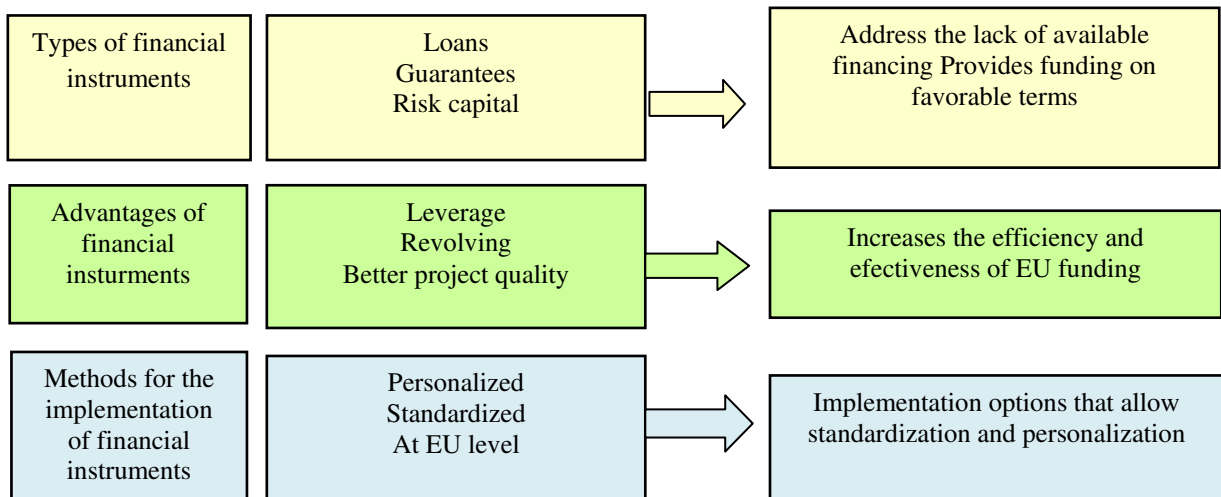 Types of financial
instruments
Loans
Guarantees
Risk capital
Address the lack of available
financing Provides funding on
favorable terms
Advantages of
financial
insturments
Leverage
Revolving
Better project quality
Increases the efficiency and
efectiveness of EU funding
Methods for the
implementation
of financial
instruments
Personalized
Standardized
At EU level
Implementation options that allow
standardization and personalization